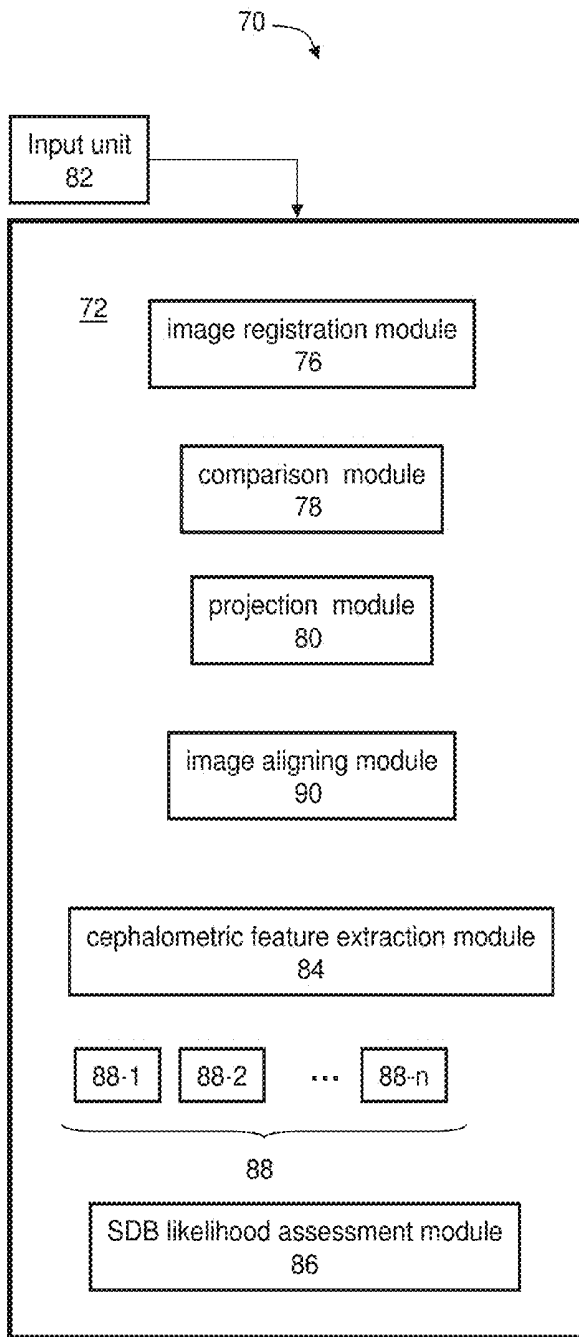 70
Input unit
82
72
image registration module
76
comparison module
78
projection module
80
image aligning module
90
cephalometric feature extraction module
84
88-1 88-2 ... 88-n
88
SDB likelihood assessment module
86